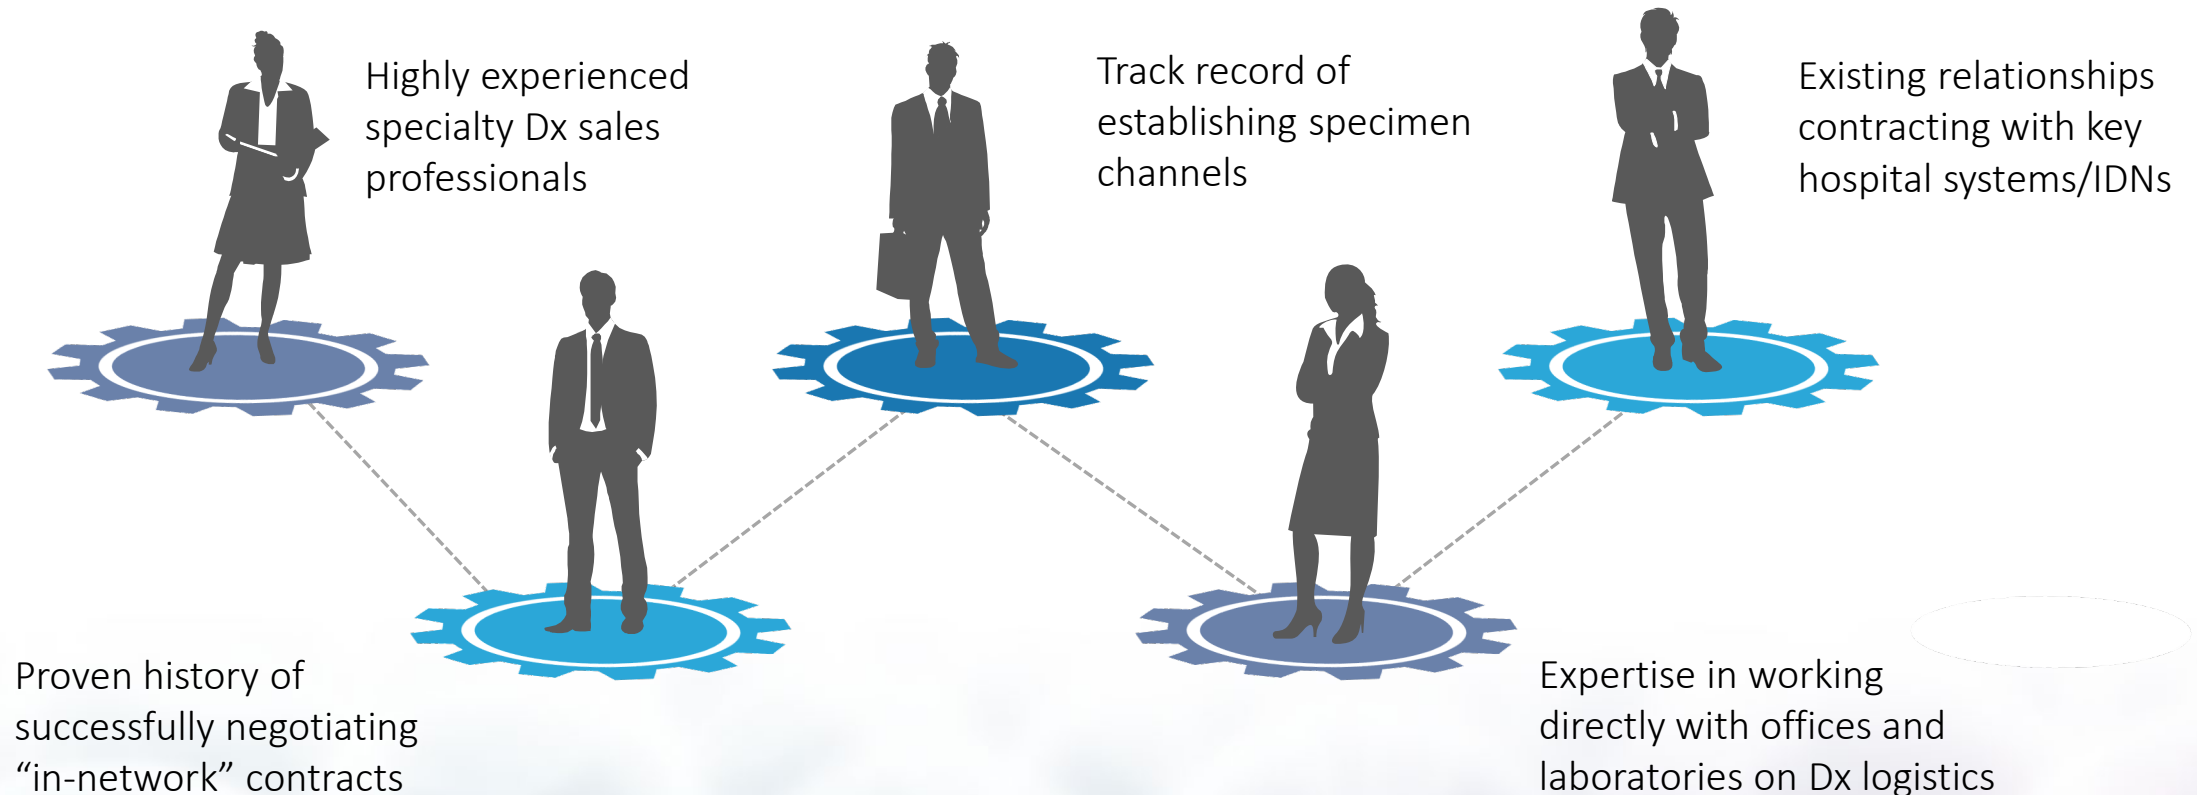 Highly experienced
specialty Dx sales
professionals
Track record of
establishing specimen
channels
Existing relationships
contracting with key
hospital systems/IDNs
Proven history of
successfully negotiating
“in-network” contracts
Expertise in working
directly with offices and
laboratories on Dx logistics